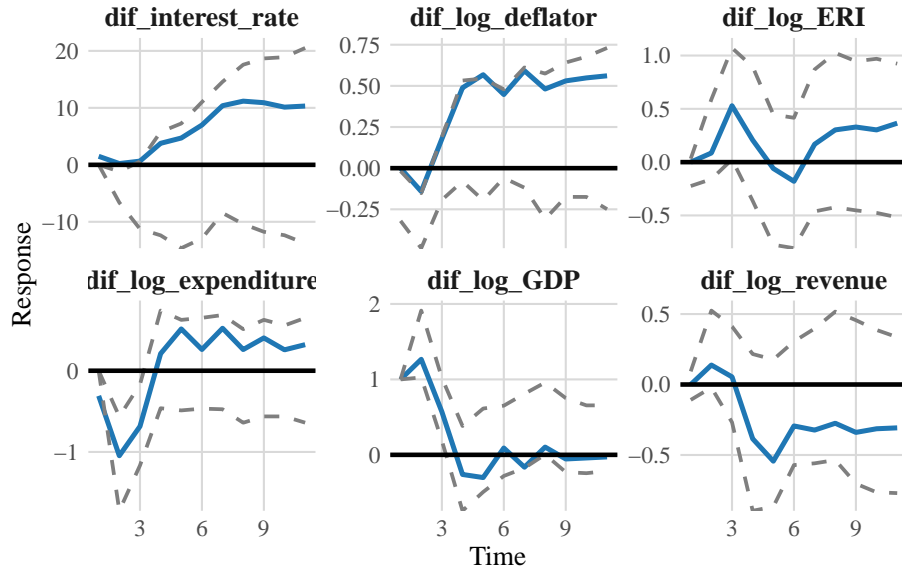 dif_interest_rate
dif_log_deflator
dif_log_ERI
20
10
0
−10
0.75
0.50
0.25
0.00
−0.25
1.0
0.5
0.0
−0.5
Response
dif_log_expenditure
dif_log_GDP
dif_log_revenue
0
−1
2
1
0
0.5
0.0
−0.5
3 6 9
3 6 9
3 6 9
Time